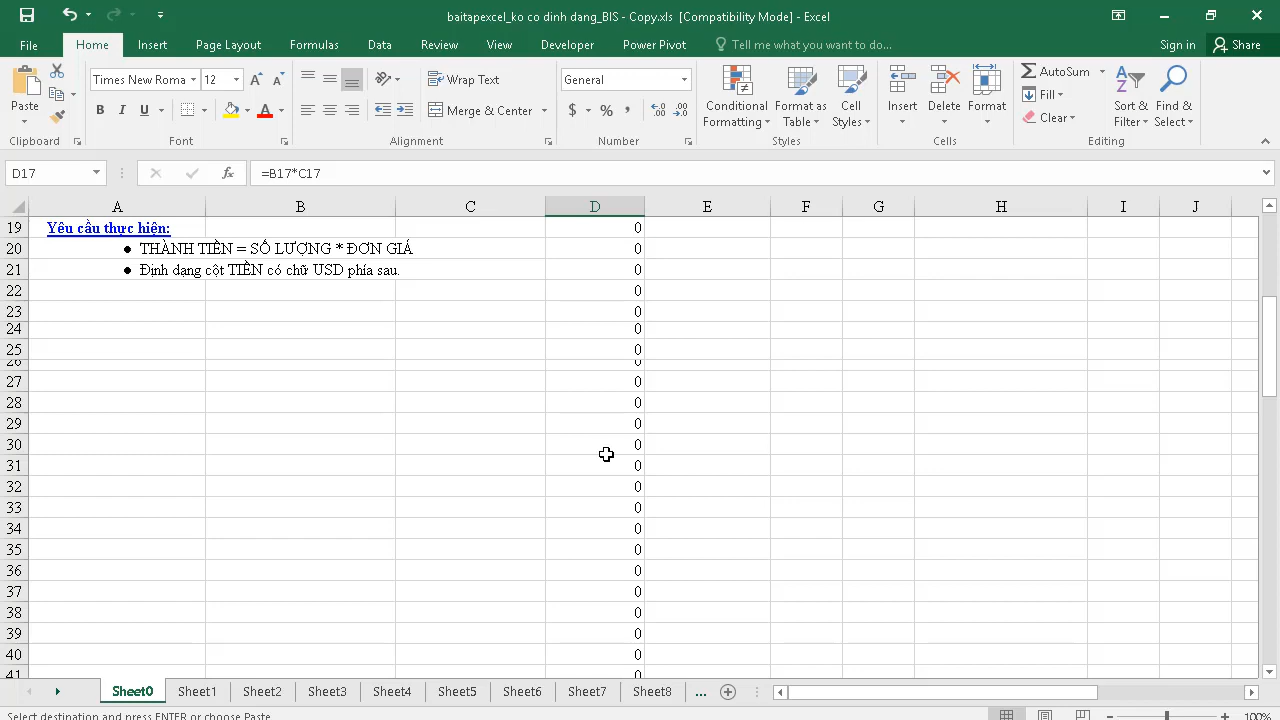 baitapexcel_ko co dinh dang_BIS - Copy.xls [Compatibility Mode] - Excel
File Home Insert Page Layout Formulas Data Review View Developer Power Pivot Tell me what you want to do... Sign in Share
Times New Roma 12 Wrap Text General AutoSum
Paste Conditional Formatting Format as Table Cell Styles Insert Delete Format Fill Sort & Filter Find & Select
B I U A Merge & Center $ % , Clear
Clipboard Font Alignment Number Styles Cells Editing
D17 fx =B17*C17
A B C D E F G H I J
19 Yêu cầu thực hiện: 0
20 • THÀNH TIỀN = SỐ LƯỢNG * ĐƠN GIÁ 0
21 • Định dạng cột TIỀN có chữ USD phía sau. 0
22 0
23 0
24 0
25 0
26 0
27 0
28 0
29 0
30 0
31 0
32 0
33 0
34 0
35 0
36 0
37 0
38 0
39 0
40 0
41 0
Sheet0 Sheet1 Sheet2 Sheet3 Sheet4 Sheet5 Sheet6 Sheet7 Sheet8 ...
Select destination and press ENTER or choose Paste 100%